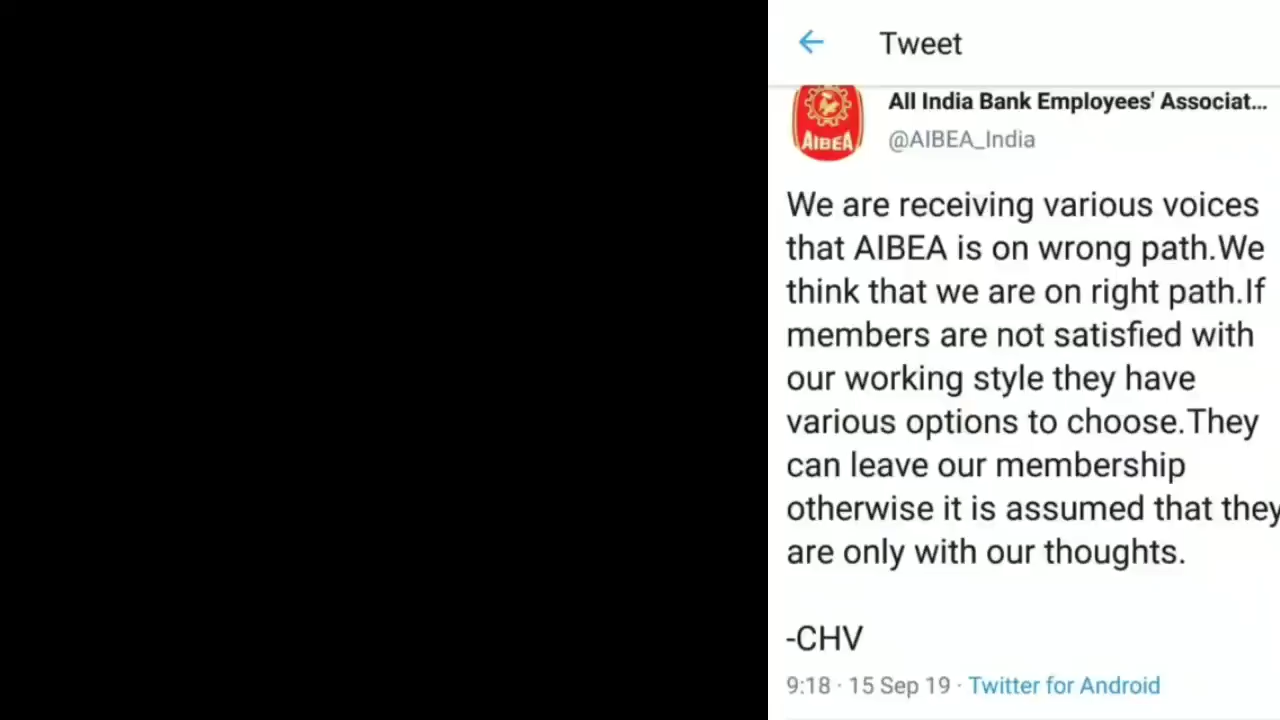 Tweet
All India Bank Employees' Associat...
AIBEA
@AIBEA_India
We are receiving various voices
that AIBEA is on wrong path.We
think that we are on right path.If
members are not satisfied with
our working style they have
various options to choose.They
can leave our membership
otherwise it is assumed that they
are only with our thoughts.
-CHV
9:18 · 15 Sep 19 · Twitter for Android